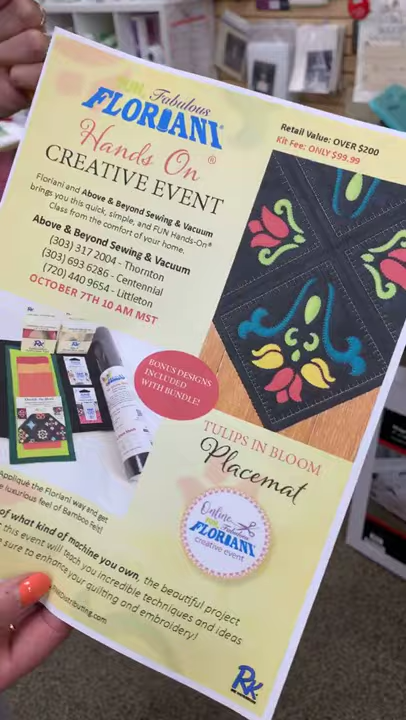 FUN, Fabulous
FLORIANI
Hands On®
CREATIVE EVENT
Floriani and Above & Beyond Sewing & Vacuum
brings you this quick, simple, and FUN Hands-On®
Class from the comfort of your home.
Above & Beyond Sewing & Vacuum
(303) 317 2004 - Thornton
(303) 693 6286 - Centennial
(720) 440 9654 - Littleton
OCTOBER 7TH 10 AM MST
Retail Value: OVER $200
Kit Fee: ONLY $99.99
BONUS DESIGNS
INCLUDED
WITH BUNDLE!
TULIPS IN BLOOM
Placemat
Online
FUN, Fabulous
FLORIANI
creative event
Appliqué the Floriani way and get
luxurious feel of Bamboo felt!
of what kind of machine you own, the beautiful project
this event will teach you incredible techniques and ideas
sure to enhance your quilting and embroidery!
RK